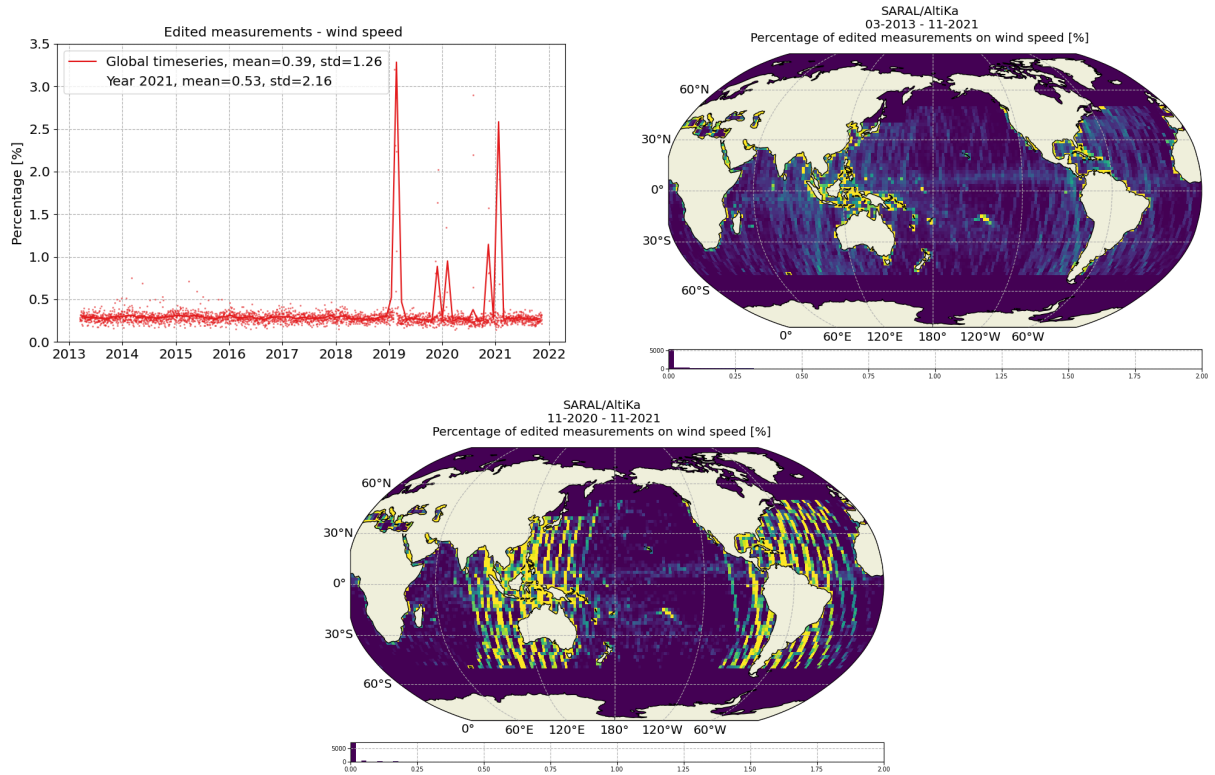 Edited measurements - wind speed
Global timeseries, mean=0.39, std=1.26
Year 2021, mean=0.53, std=2.16
Percentage [%]
3.5
3.0
2.5
2.0
1.5
1.0
0.5
0.0
2013 2014 2015 2016 2017 2018 2019 2020 2021 2022
SARAL/AltiKa
03-2013 - 11-2021
Percentage of edited measurements on wind speed [%]
60°N
30°N
0°
30°S
60°S
0° 60°E 120°E 180° 120°W 60°W
5000
0
0.00 0.25 0.50 0.75 1.00 1.25 1.50 1.75 2.00
SARAL/AltiKa
11-2020 - 11-2021
Percentage of edited measurements on wind speed [%]
60°N
30°N
0°
30°S
60°S
0° 60°E 120°E 180° 120°W 60°W
5000
0
0.00 0.25 0.50 0.75 1.00 1.25 1.50 1.75 2.00